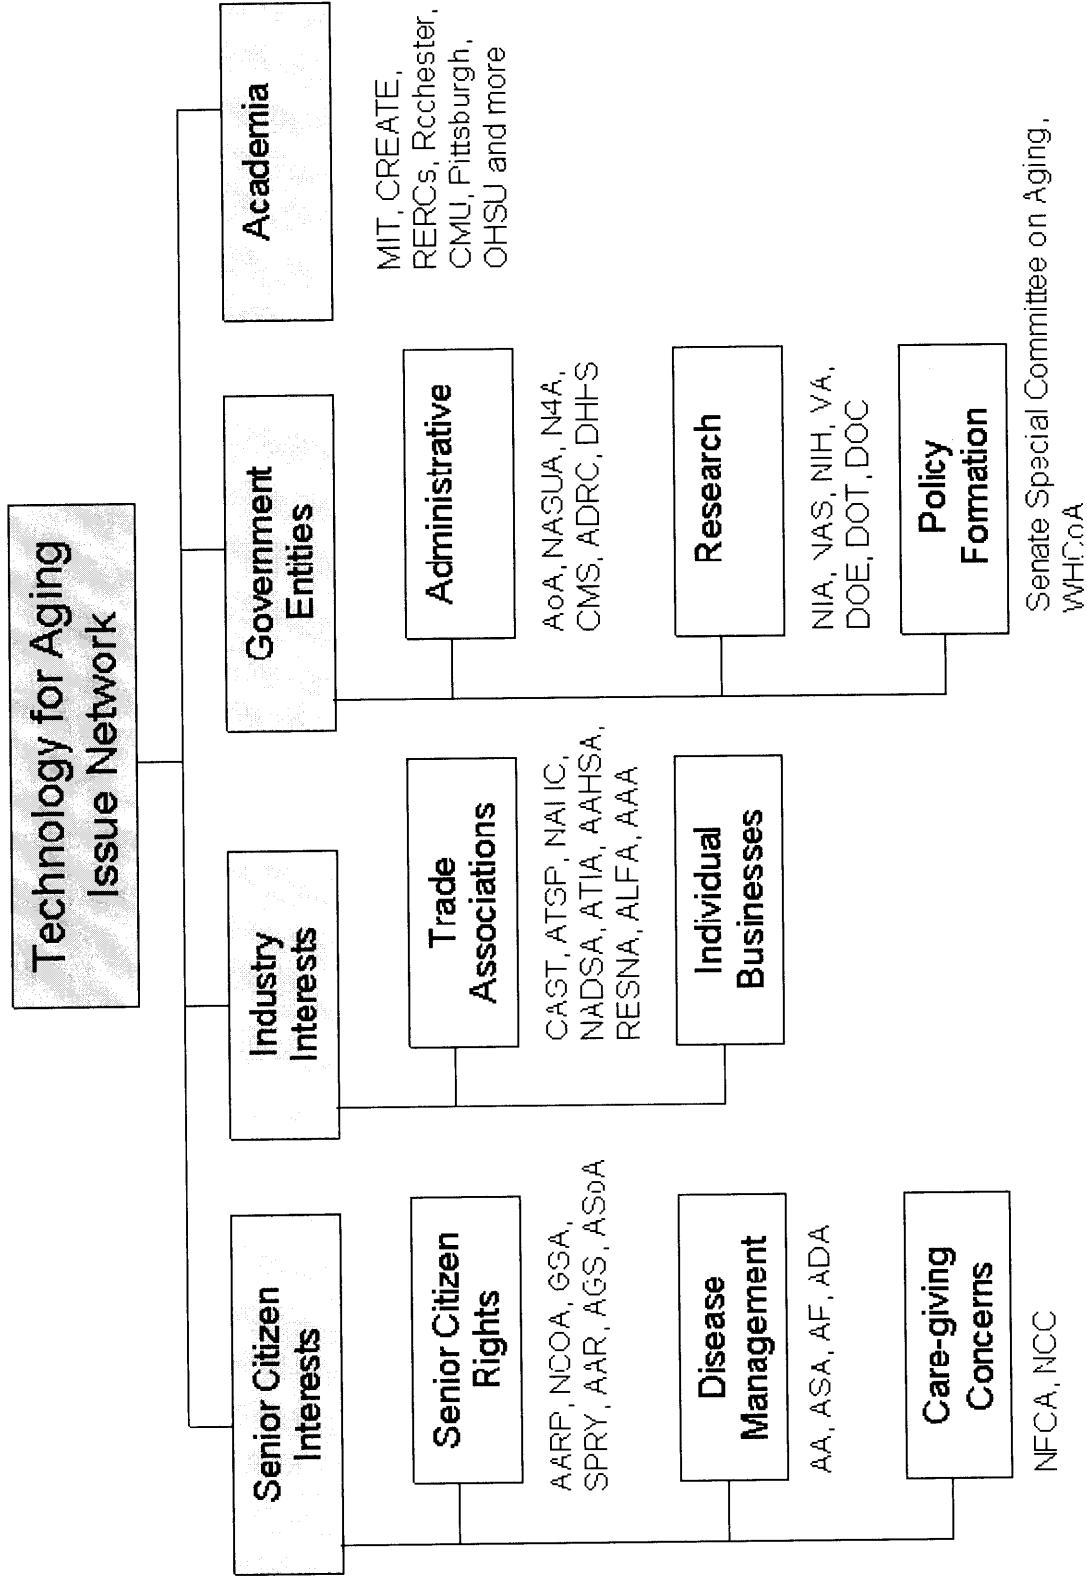 Technology for Aging
Issue Network
Senior Citizen
Interests
Senior Citizen
Rights
AARP, NCOA, GSA,
SPRY, AAR, AGS, ASoA
Disease
Management
AA, ASA, AF, ADA
Care-giving
Concerns
NFCA, NCC
Industry
Interests
Trade
Associations
CAST, ATSP,
NADSA, ATIA, AAHSA,
RESNA, ALFA, AAA
Individual
Businesses
Government
Entities
Administrative
AoA, NASUA, N4A,
CMS, ADRC, DHHS
Research
NIA, NAS, NIH, VA,
DOE, DOT, DOC
Policy
Formation
Senate Special Committee on Aging,
WHCoA
Academia
MIT, CREATE,
RERCs, Rcchester,
CMU, Pittsburgh,
OHSU and more